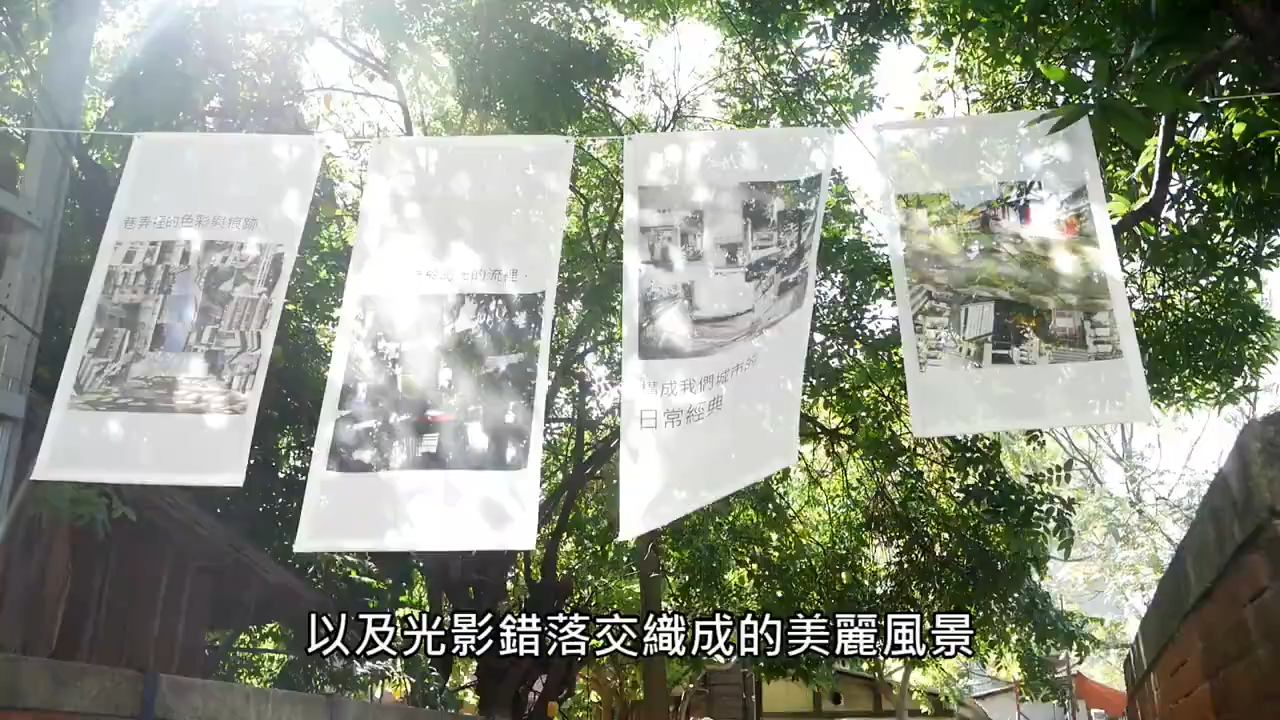 巷弄裡的色彩與痕跡
的流裡，
構成我們城市的
日常經典
以及光影錯落交織成的美麗風景